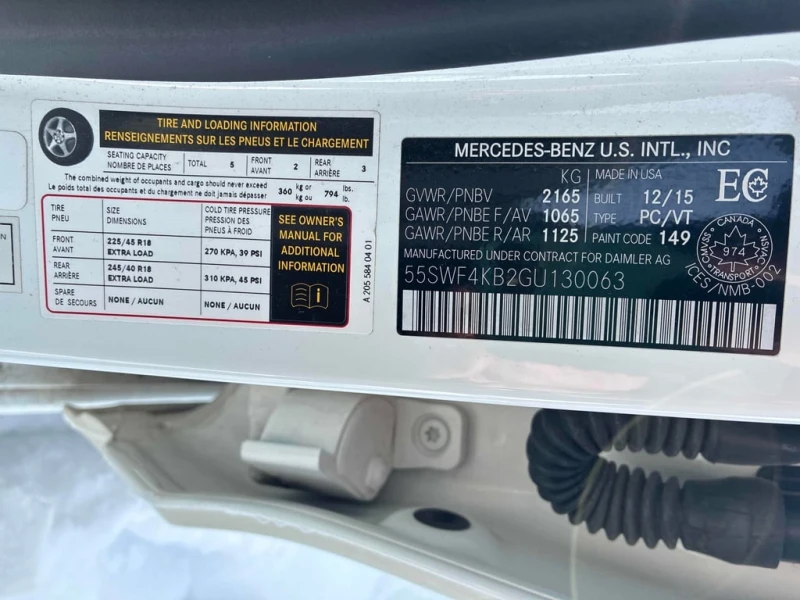 TIRE AND LOADING INFORMATION
RENSEIGNEMENTS SUR LES PNEUS ET LE CHARGEMENT
SEATING CAPACITY
NOMBRE DE PLACES
TOTAL 5
FRONT
AVANT 2
REAR
ARRIÈRE 3
The combined weight of occupants and cargo should never exceed
Le poids total des occupants et du chargement ne doit jamais dépasser
360 kg or
kg ou
794 lbs.
lb.
TIRE
PNEU
SIZE
DIMENSIONS
COLD TIRE PRESSURE
PRESSION DES
PNEUS À FROID
FRONT
AVANT
225/45 R18
EXTRA LOAD
270 KPA, 39 PSI
REAR
ARRIÈRE
245/40 R18
EXTRA LOAD
310 KPA, 45 PSI
SPARE
DE SECOURS
NONE / AUCUN
NONE / AUCUN
SEE OWNER'S
MANUAL FOR
ADDITIONAL
INFORMATION
A 205 584 04 01
MERCEDES-BENZ U.S. INTL., INC
KG
MADE IN USA
GVWR/PNBV 2165
BUILT 12/15
GAWR/PNBE F/AV 1065
TYPE PC/VT
GAWR/PNBE R/AR 1125
PAINT CODE 149
MANUFACTURED UNDER CONTRACT FOR DAIMLER AG
55SWF4KB2GU130063
EC
CANADA
974
TRANSPORT
ICES/NMB-002